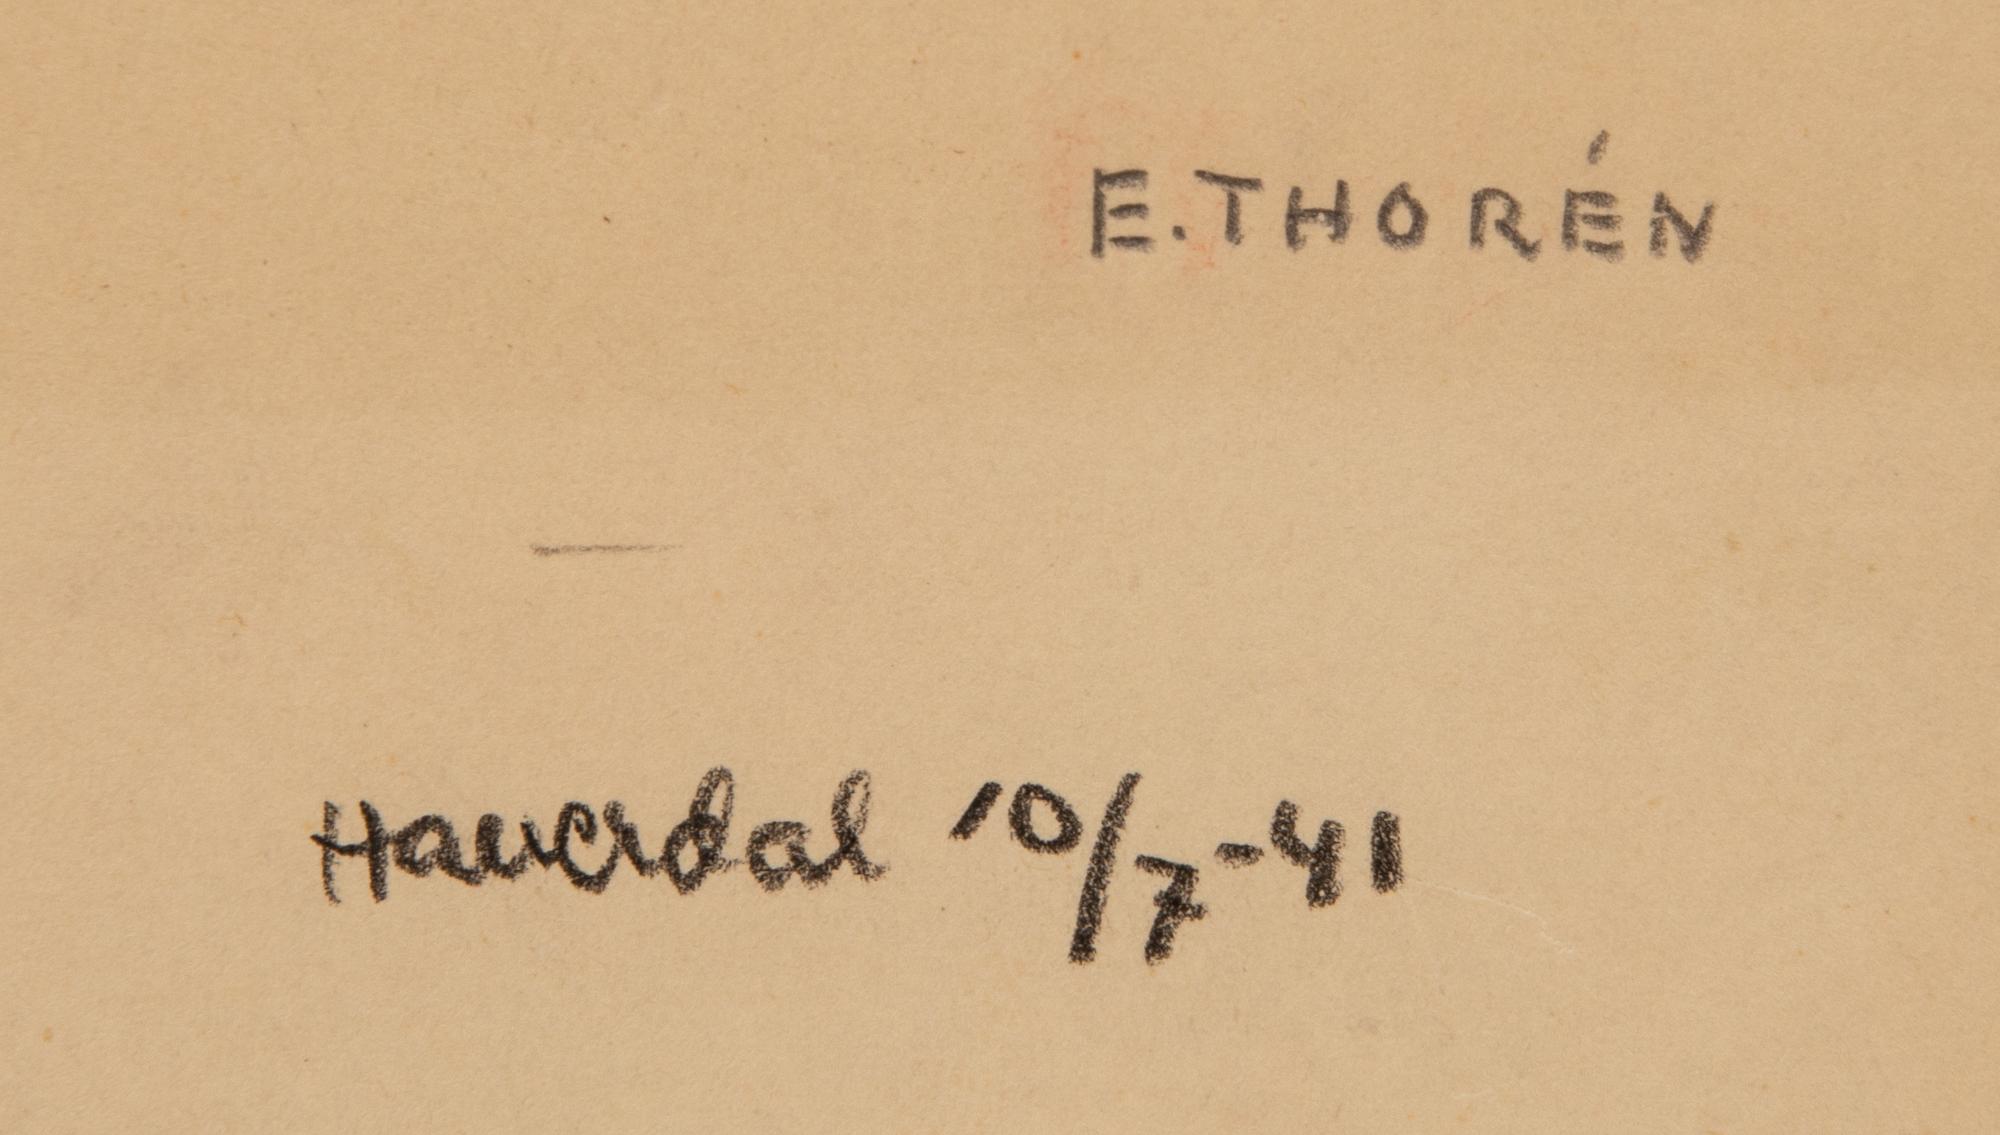 E. THORÉN
Haverdal 10/7-41